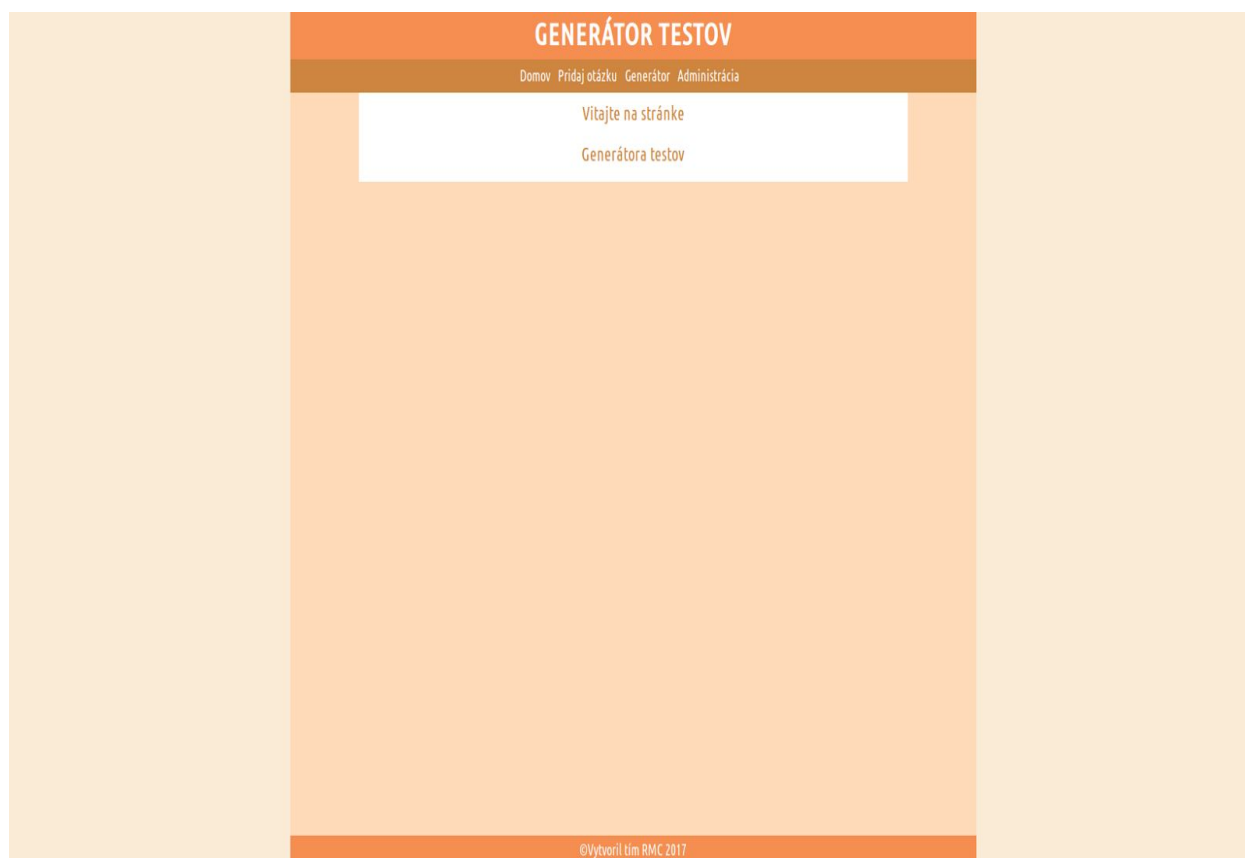 GENERÁTOR TESTOV
Domov Pridaj otázku Generátor Administrácia
Vitajte na stránke
Generátora testov
©Vytvoril tím RMC 2017